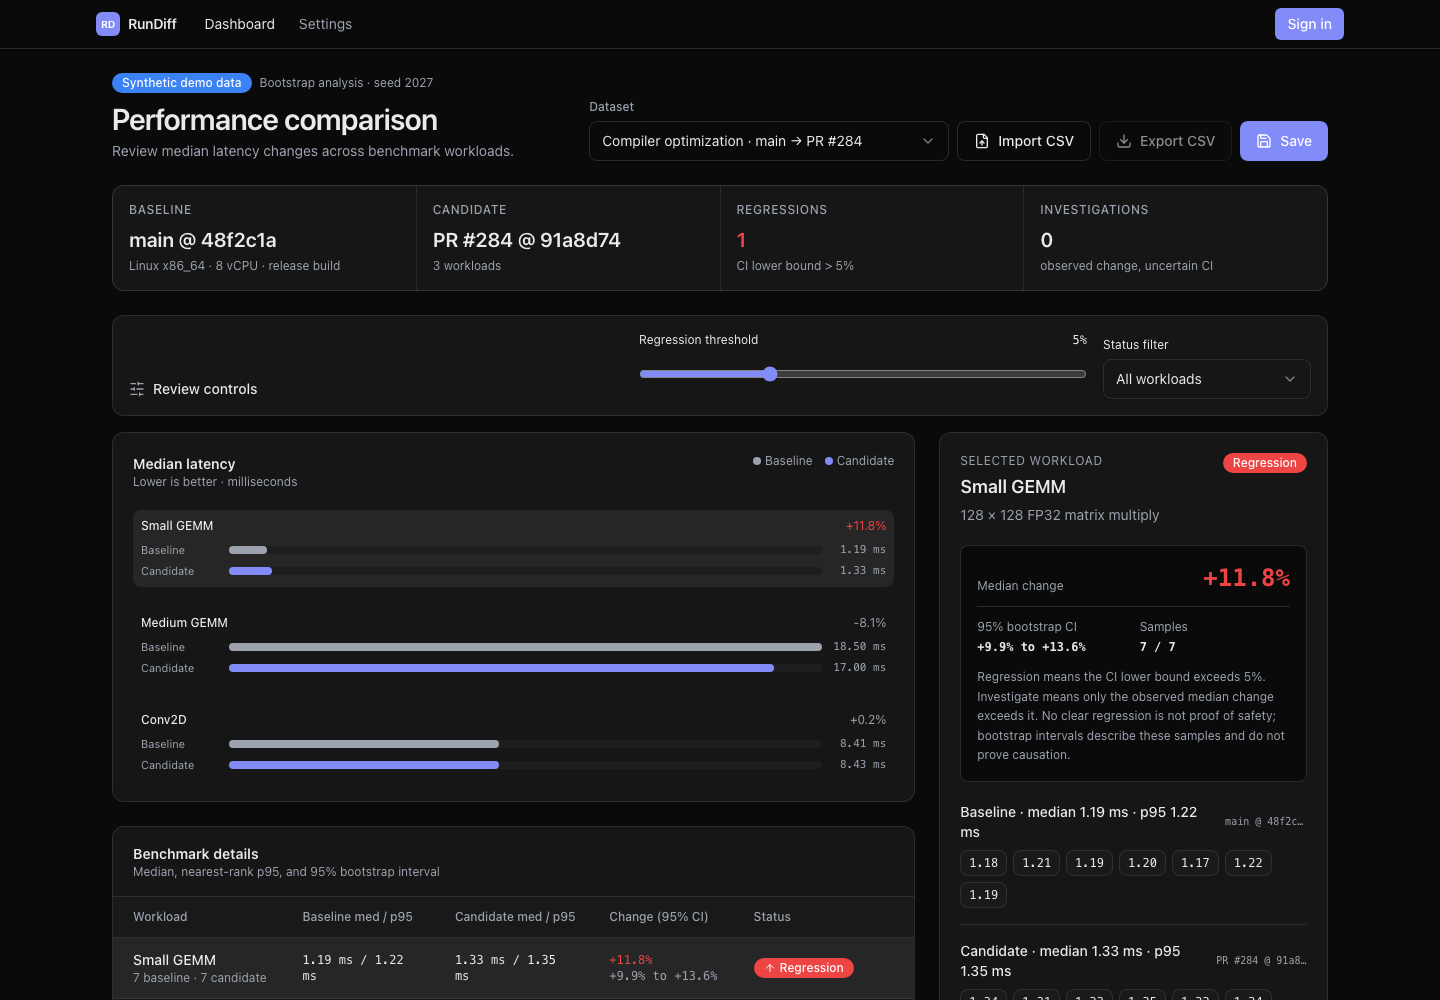 RD RunDiff Dashboard Settings Sign in
Synthetic demo data Bootstrap analysis · seed 2027
Performance comparison
Review median latency changes across benchmark workloads.
Dataset
Compiler optimization · main → PR #284
Import CSV
Export CSV
Save
BASELINE
main @ 48f2c1a
Linux x86_64 · 8 vCPU · release build
CANDIDATE
PR #284 @ 91a8d74
3 workloads
REGRESSIONS
1
CI lower bound > 5%
INVESTIGATIONS
0
observed change, uncertain CI
Review controls
Regression threshold 5%
Status filter
All workloads
Median latency
Lower is better · milliseconds
Baseline Candidate
Small GEMM +11.8%
Baseline 1.19 ms
Candidate 1.33 ms
Medium GEMM -8.1%
Baseline 18.50 ms
Candidate 17.00 ms
Conv2D +0.2%
Baseline 8.41 ms
Candidate 8.43 ms
Benchmark details
Median, nearest-rank p95, and 95% bootstrap interval
Workload Baseline med / p95 Candidate med / p95 Change (95% CI) Status
Small GEMM
7 baseline · 7 candidate
1.19 ms / 1.22
ms
1.33 ms / 1.35
ms
+11.8%
+9.9% to +13.6%
↑ Regression
SELECTED WORKLOAD
Regression
Small GEMM
128 × 128 FP32 matrix multiply
Median change +11.8%
95% bootstrap CI
+9.9% to +13.6%
Samples
7 / 7
Regression means the CI lower bound exceeds 5%.
Investigate means only the observed median change
exceeds it. No clear regression is not proof of safety;
bootstrap intervals describe these samples and do not
prove causation.
Baseline · median 1.19 ms · p95 1.22
ms
main @ 48f2c…
1.18 1.21 1.19 1.20 1.17 1.22
1.19
Candidate · median 1.33 ms · p95
1.35 ms
PR #284 @ 91a8…